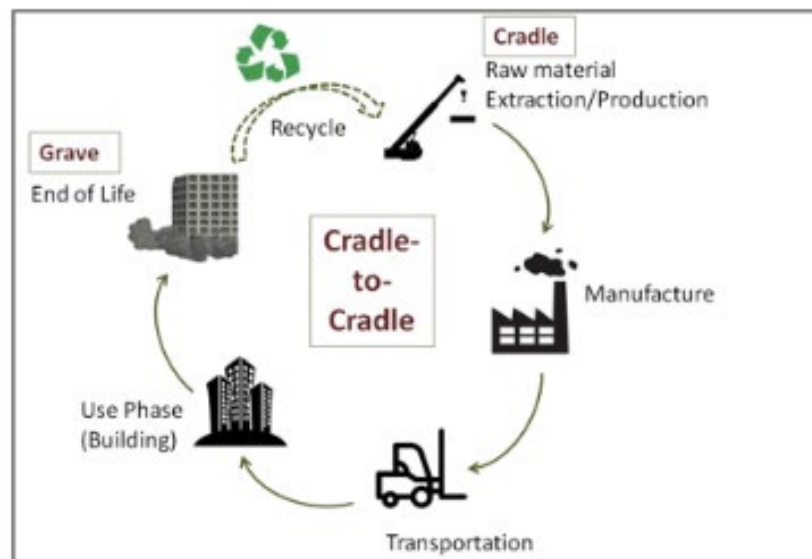 Cradle
Raw material
Extraction/Production
Recycle
Grave
End of Life
Cradle-
to-
Cradle
Manufacture
Use Phase
(Building)
Transportation